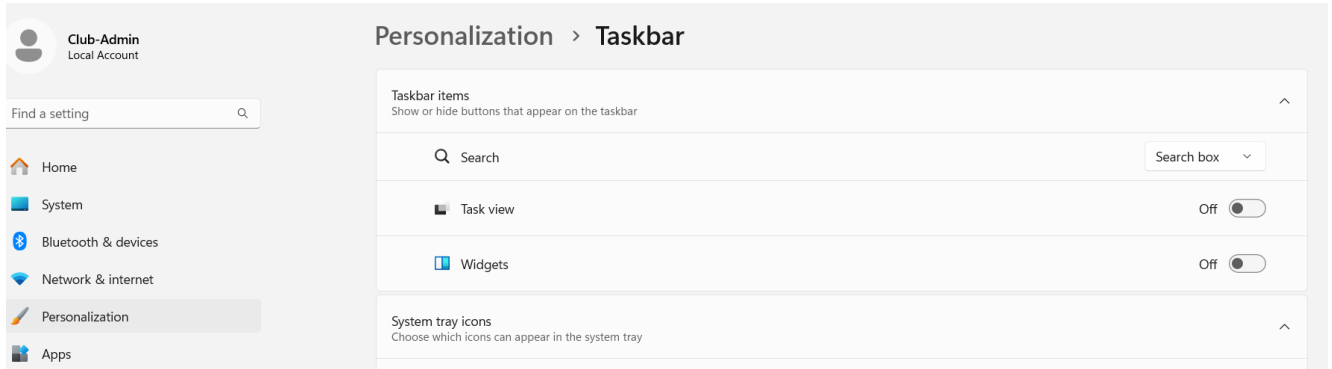 Club-Admin
Local Account
Find a setting
Home
System
Bluetooth & devices
Network & internet
Personalization
Apps
Personalization > Taskbar
Taskbar items
Show or hide buttons that appear on the taskbar
Search
Search box
Task view
Off
Widgets
Off
System tray icons
Choose which icons can appear in the system tray